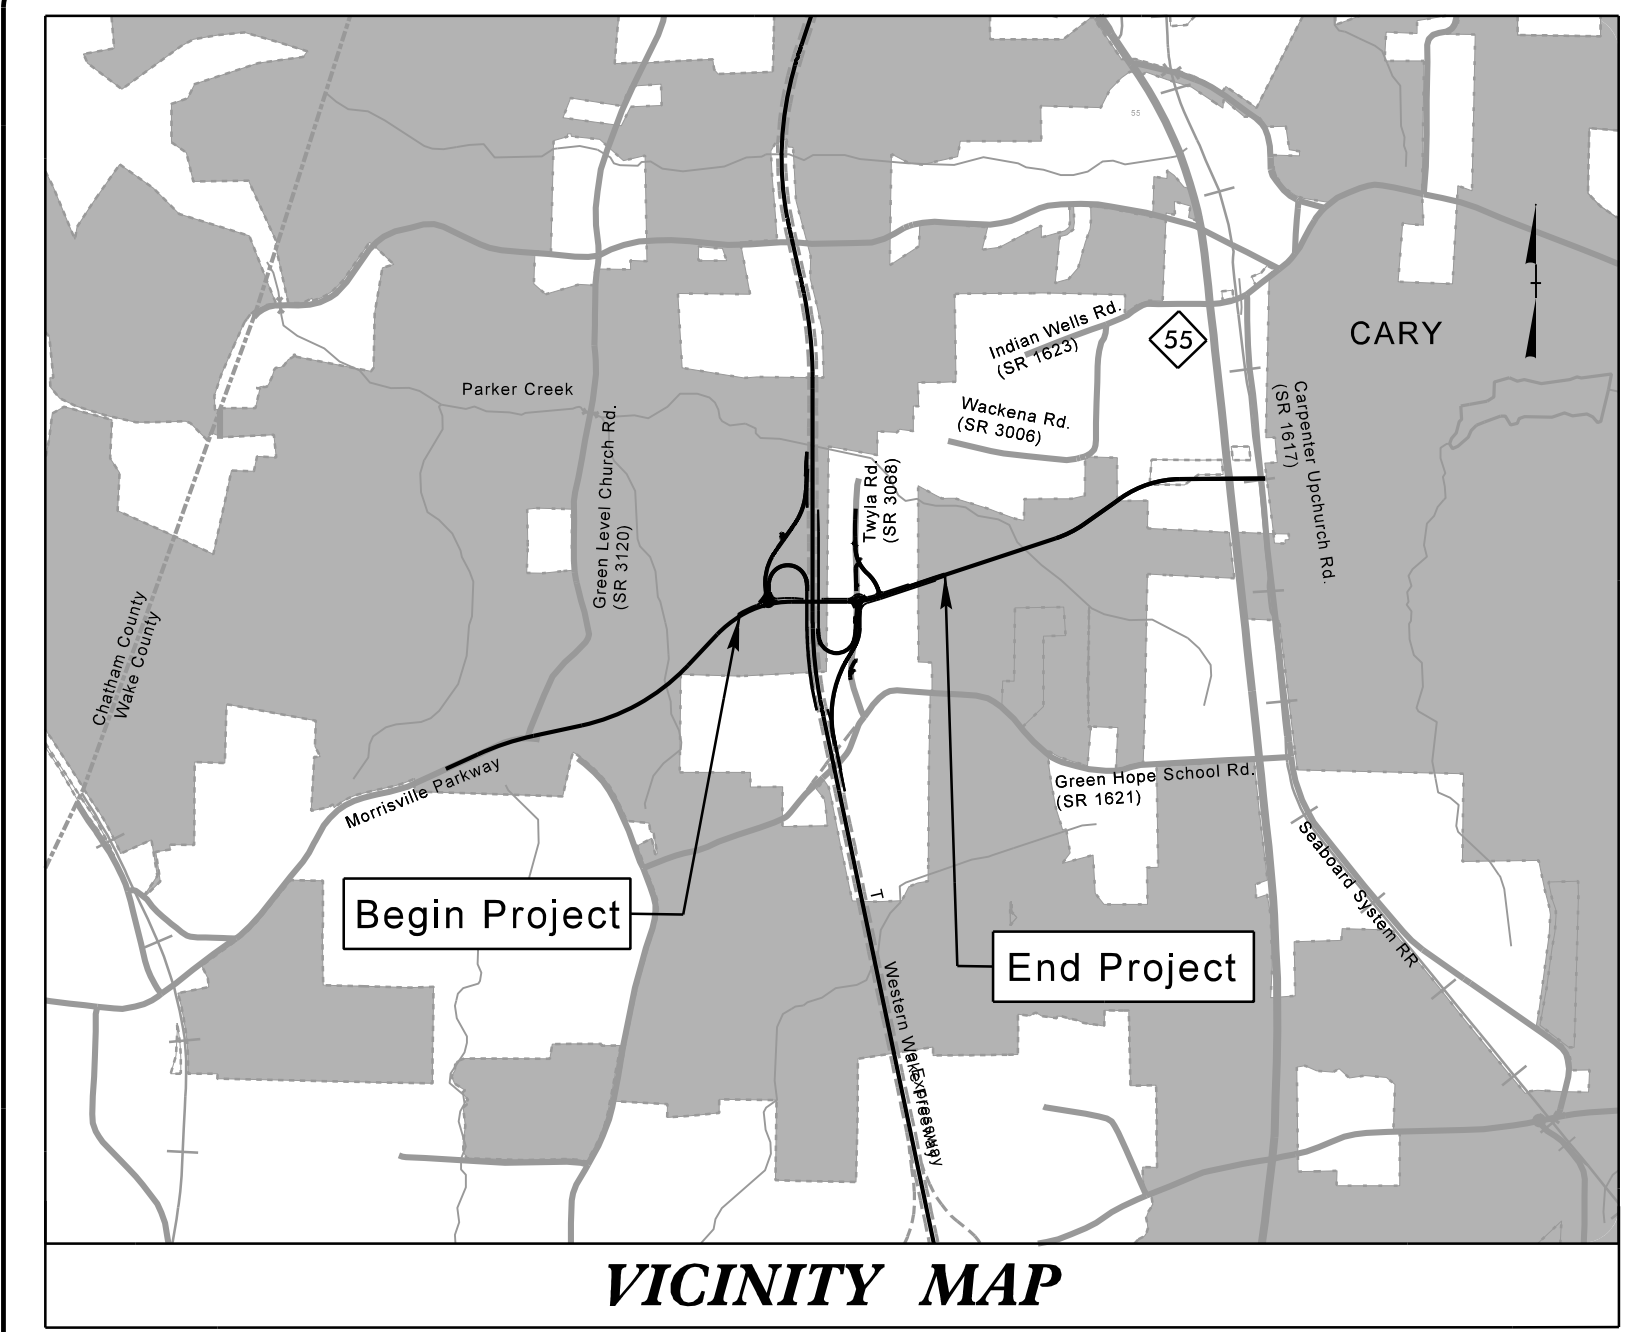 55
Indian Wells Rd.
(SR 1623)
55
CARY
Parker Creek
Wackena Rd.
(SR 3006)
Carpenter Upchurch Rd.
(SR 1617)
Green Level Church Rd.
(SR 3120)
Twyla Rd.
(SR 3068)
Chatham County
Wake County
Morrisville Parkway
Green Hope School Rd.
(SR 1621)
Seaboard System RR
T
Begin Project
End Project
Western Wake Freeway
Expressway
VICINITY MAP